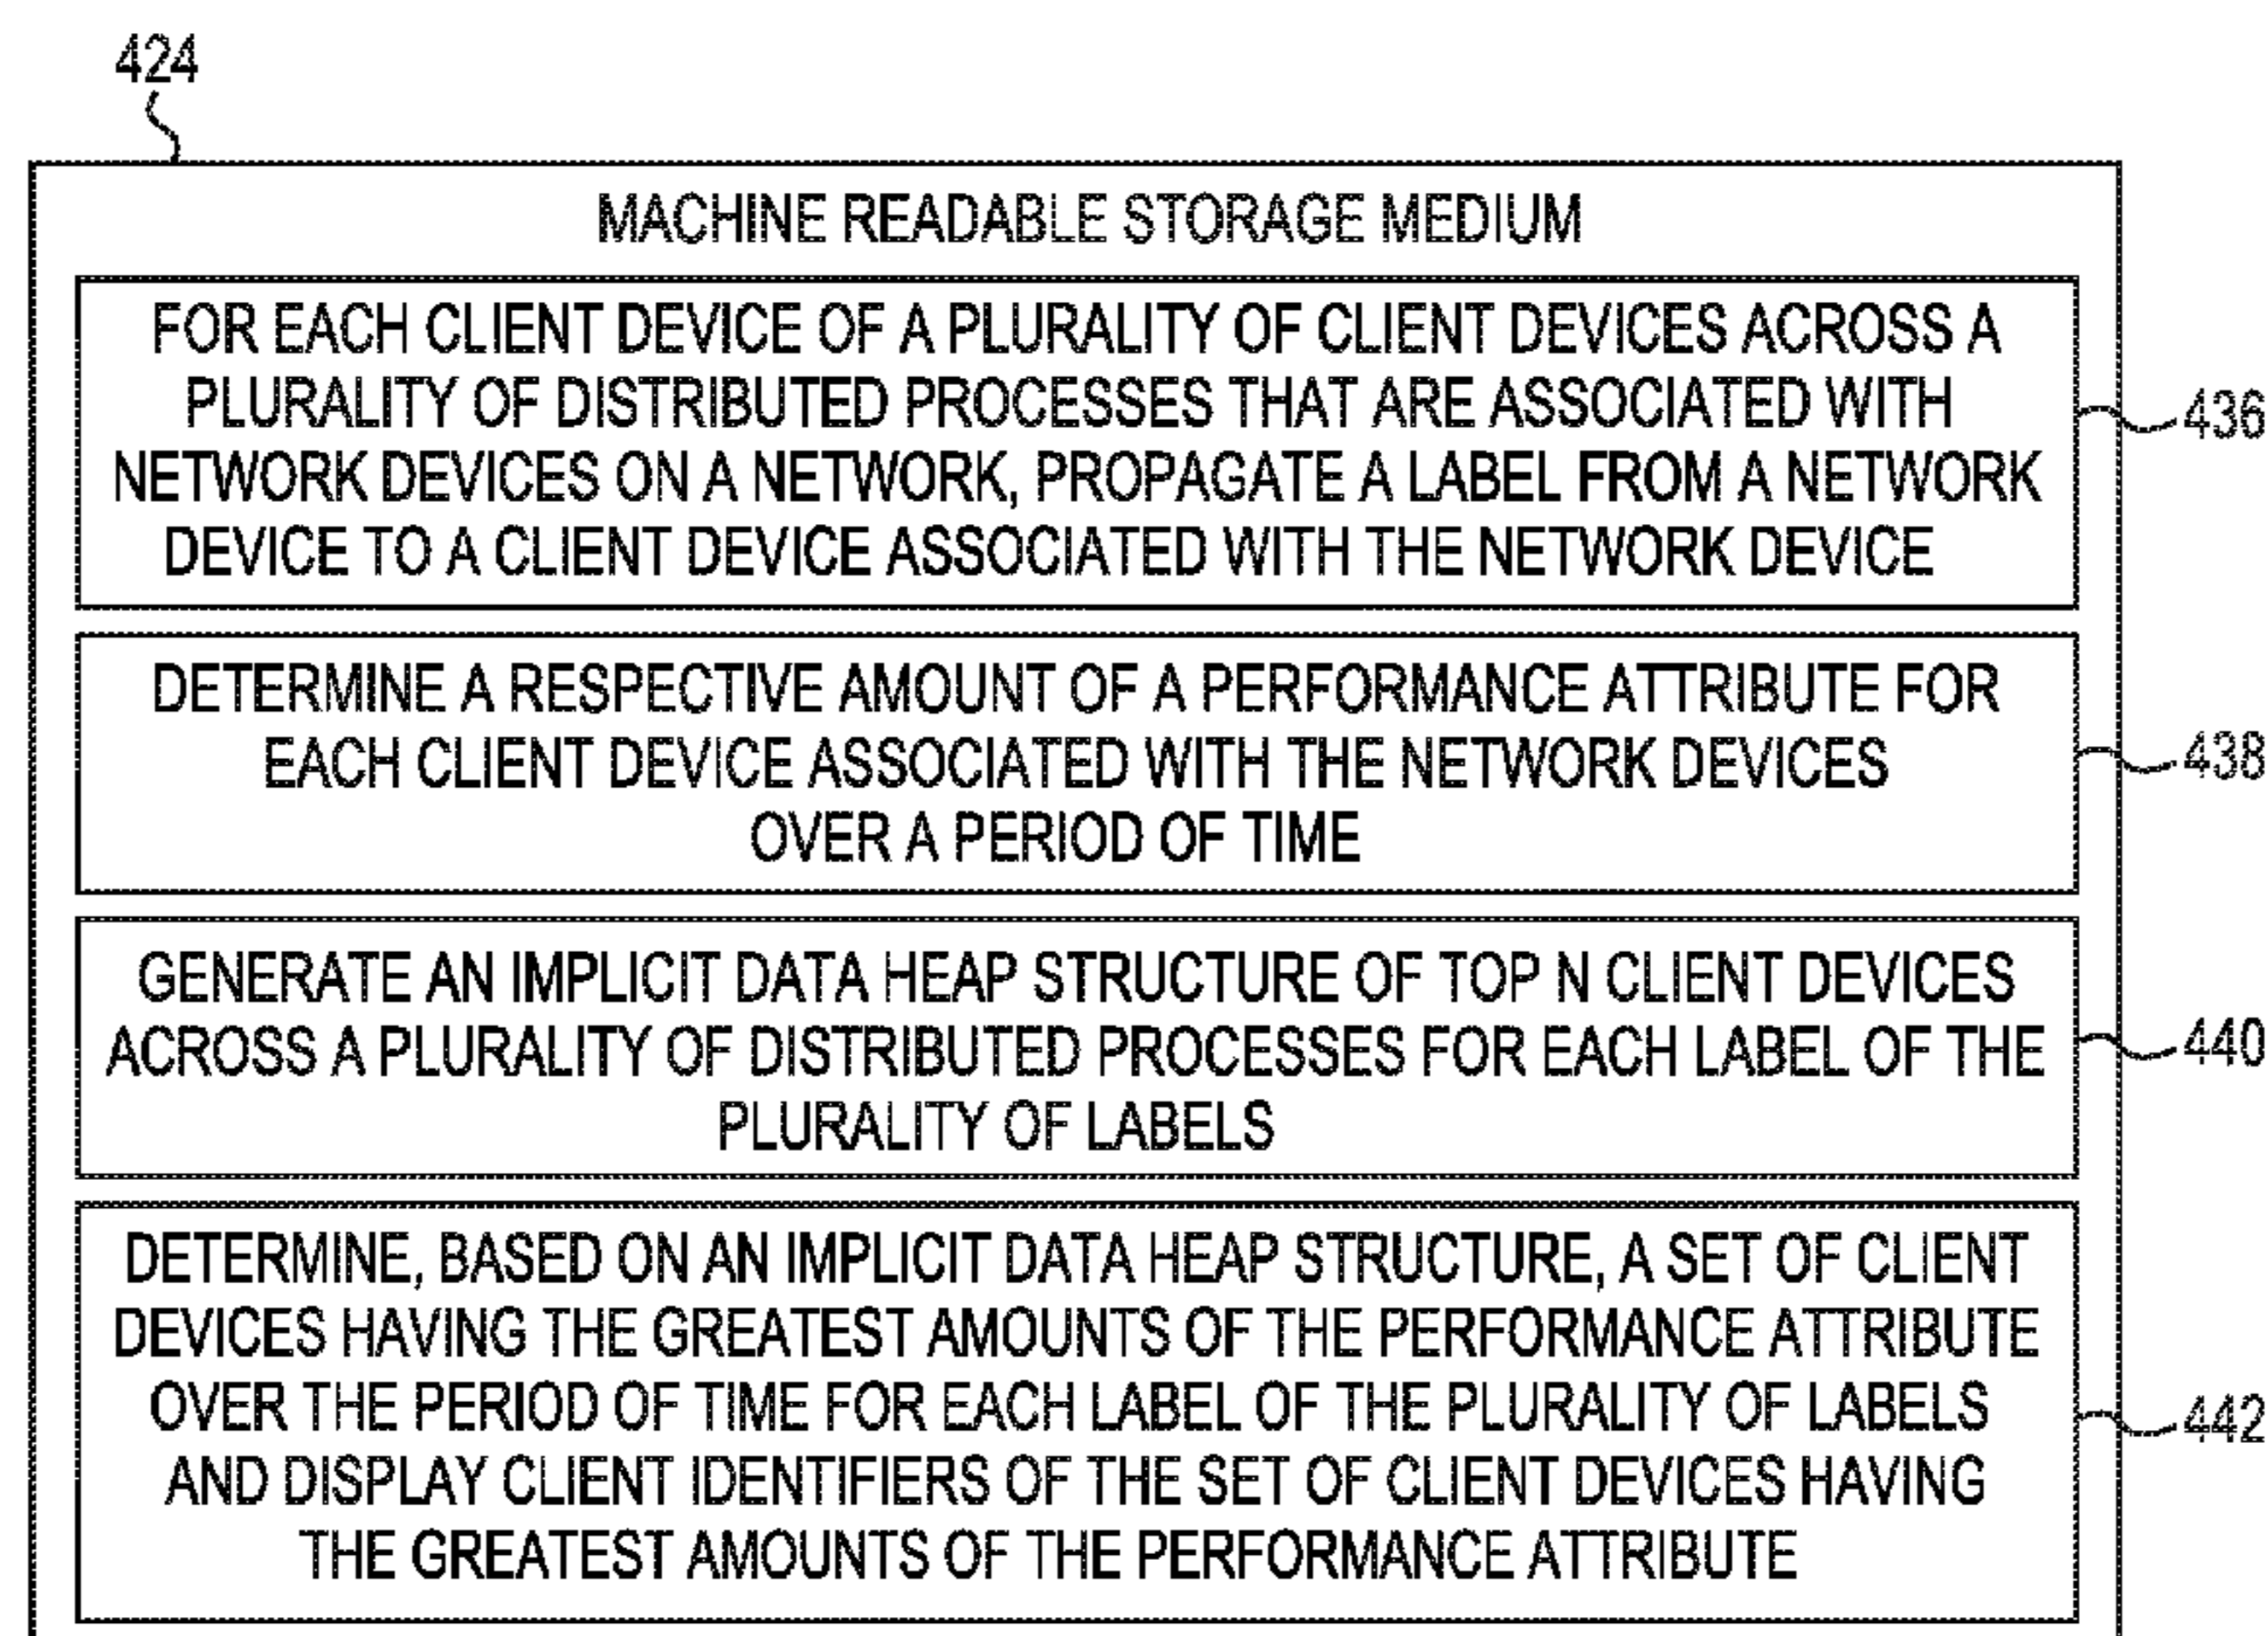 424
MACHINE READABLE STORAGE MEDIUM
FOR EACH CLIENT DEVICE OF A PLURALITY OF CLIENT DEVICES ACROSS A
PLURALITY OF DISTRIBUTED PROCESSES THAT ARE ASSOCIATED WITH
NETWORK DEVICES ON A NETWORK, PROPAGATE A LABEL FROM A NETWORK
DEVICE TO A CLIENT DEVICE ASSOCIATED WITH THE NETWORK DEVICE
436
DETERMINE A RESPECTIVE AMOUNT OF A PERFORMANCE ATTRIBUTE FOR
EACH CLIENT DEVICE ASSOCIATED WITH THE NETWORK DEVICES
OVER A PERIOD OF TIME
438
GENERATE AN IMPLICIT DATA HEAP STRUCTURE OF TOP N CLIENT DEVICES
ACROSS A PLURALITY OF DISTRIBUTED PROCESSES FOR EACH LABEL OF THE
PLURALITY OF LABELS
440
DETERMINE, BASED ON AN IMPLICIT DATA HEAP STRUCTURE, A SET OF CLIENT
DEVICES HAVING THE GREATEST AMOUNTS OF THE PERFORMANCE ATTRIBUTE
OVER THE PERIOD OF TIME FOR EACH LABEL OF THE PLURALITY OF LABELS
AND DISPLAY CLIENT IDENTIFIERS OF THE SET OF CLIENT DEVICES HAVING
THE GREATEST AMOUNTS OF THE PERFORMANCE ATTRIBUTE
442